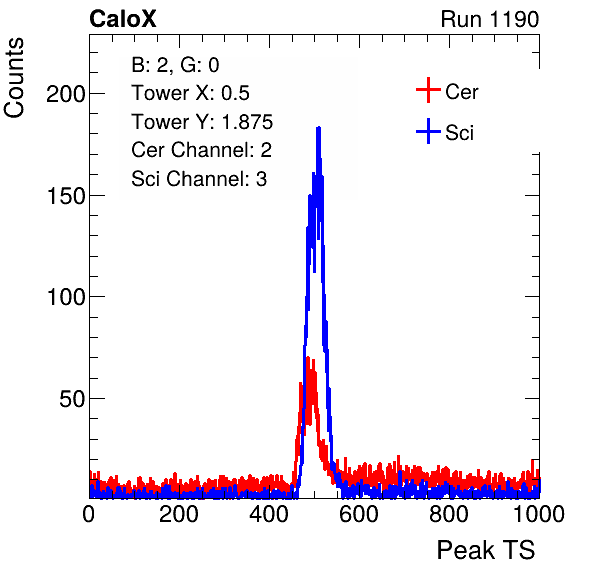 CaloX Run 1190
Counts
B: 2, G: 0
Tower X: 0.5
Tower Y: 1.875
Cer Channel: 2
Sci Channel: 3
Cer
Sci
200
150
100
50
0 200 400 600 800 1000
Peak TS